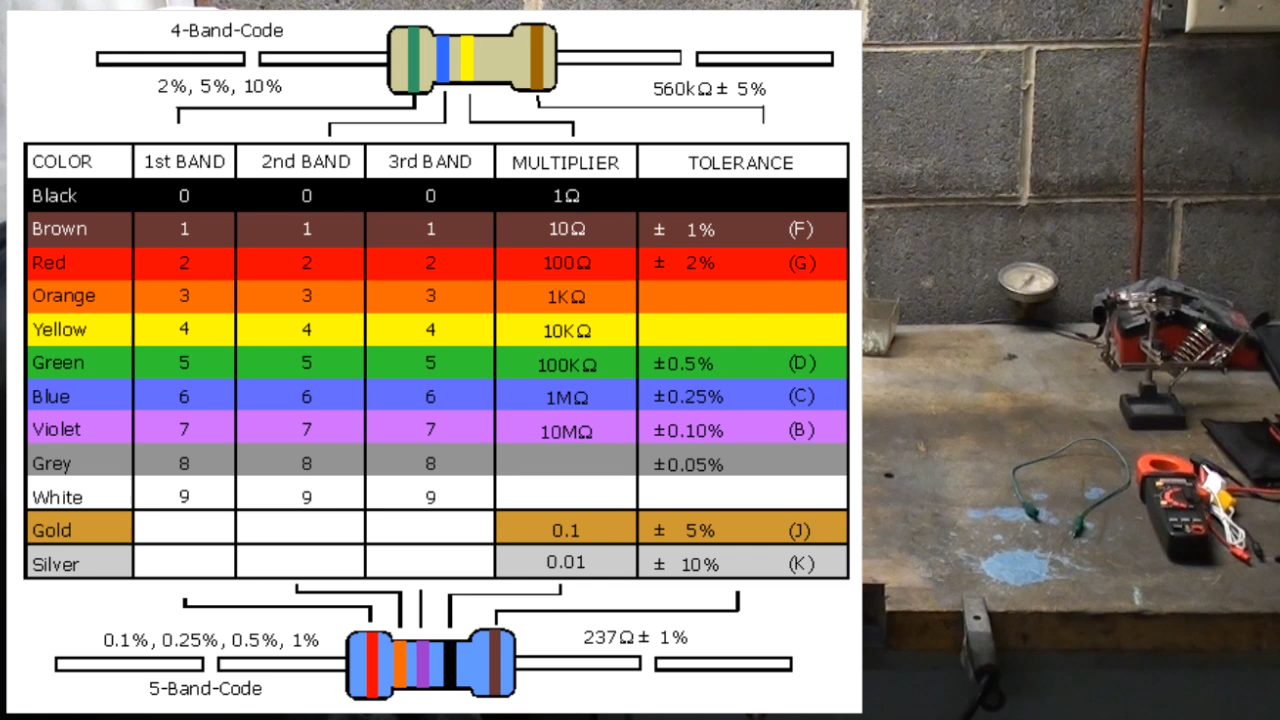 4-Band-Code
2%, 5%, 10%
560kΩ ± 5%
COLOR 1st BAND 2nd BAND 3rd BAND MULTIPLIER TOLERANCE
Black 0 0 0 1Ω
Brown 1 1 1 10Ω ± 1% (F)
Red 2 2 2 100Ω ± 2% (G)
Orange 3 3 3 1KΩ
Yellow 4 4 4 10KΩ
Green 5 5 5 100KΩ ±0.5% (D)
Blue 6 6 6 1MΩ ±0.25% (C)
Violet 7 7 7 10MΩ ±0.10% (B)
Grey 8 8 8 ±0.05%
White 9 9 9
Gold 0.1 ± 5% (J)
Silver 0.01 ± 10% (K)
0.1%, 0.25%, 0.5%, 1%
237Ω ± 1%
5-Band-Code